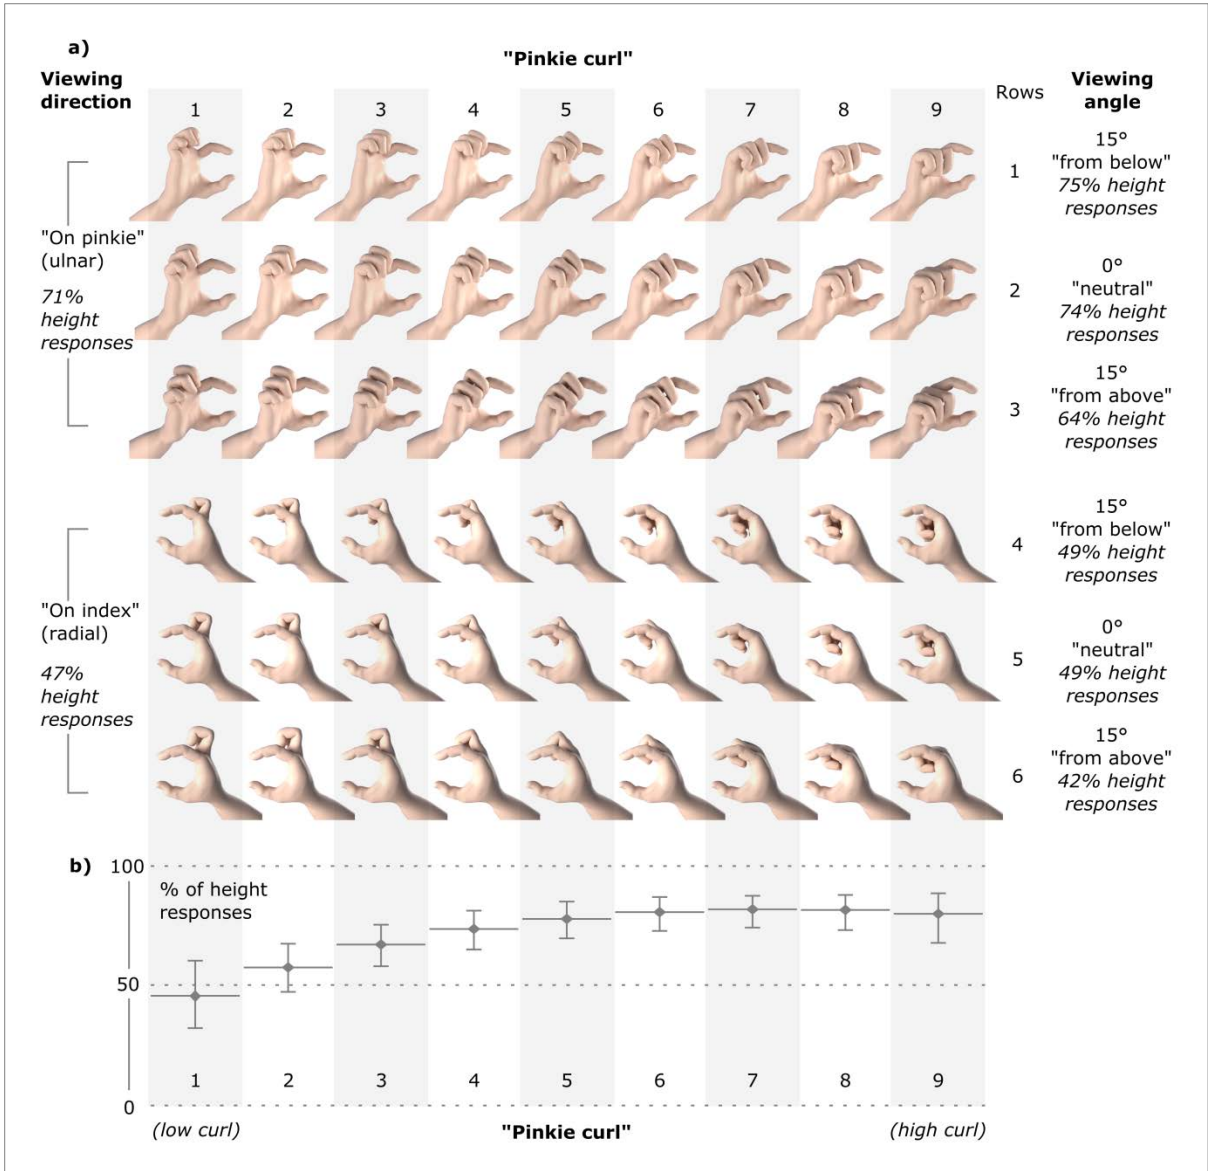 a)
"Pinkie curl"
Viewing
direction
Rows
Viewing
angle
1 2 3 4 5 6 7 8 9
"On pinkie"
(ulnar)
71%
height
responses
1
15°
"from below"
75% height
responses
2
0°
"neutral"
74% height
responses
3
15°
"from above"
64% height
responses
"On index"
(radial)
47%
height
responses
4
15°
"from below"
49% height
responses
5
0°
"neutral"
49% height
responses
6
15°
"from above"
42% height
responses
b)
100
% of height
responses
50
1 2 3 4 5 6 7 8 9
0
(low curl) "Pinkie curl" (high curl)